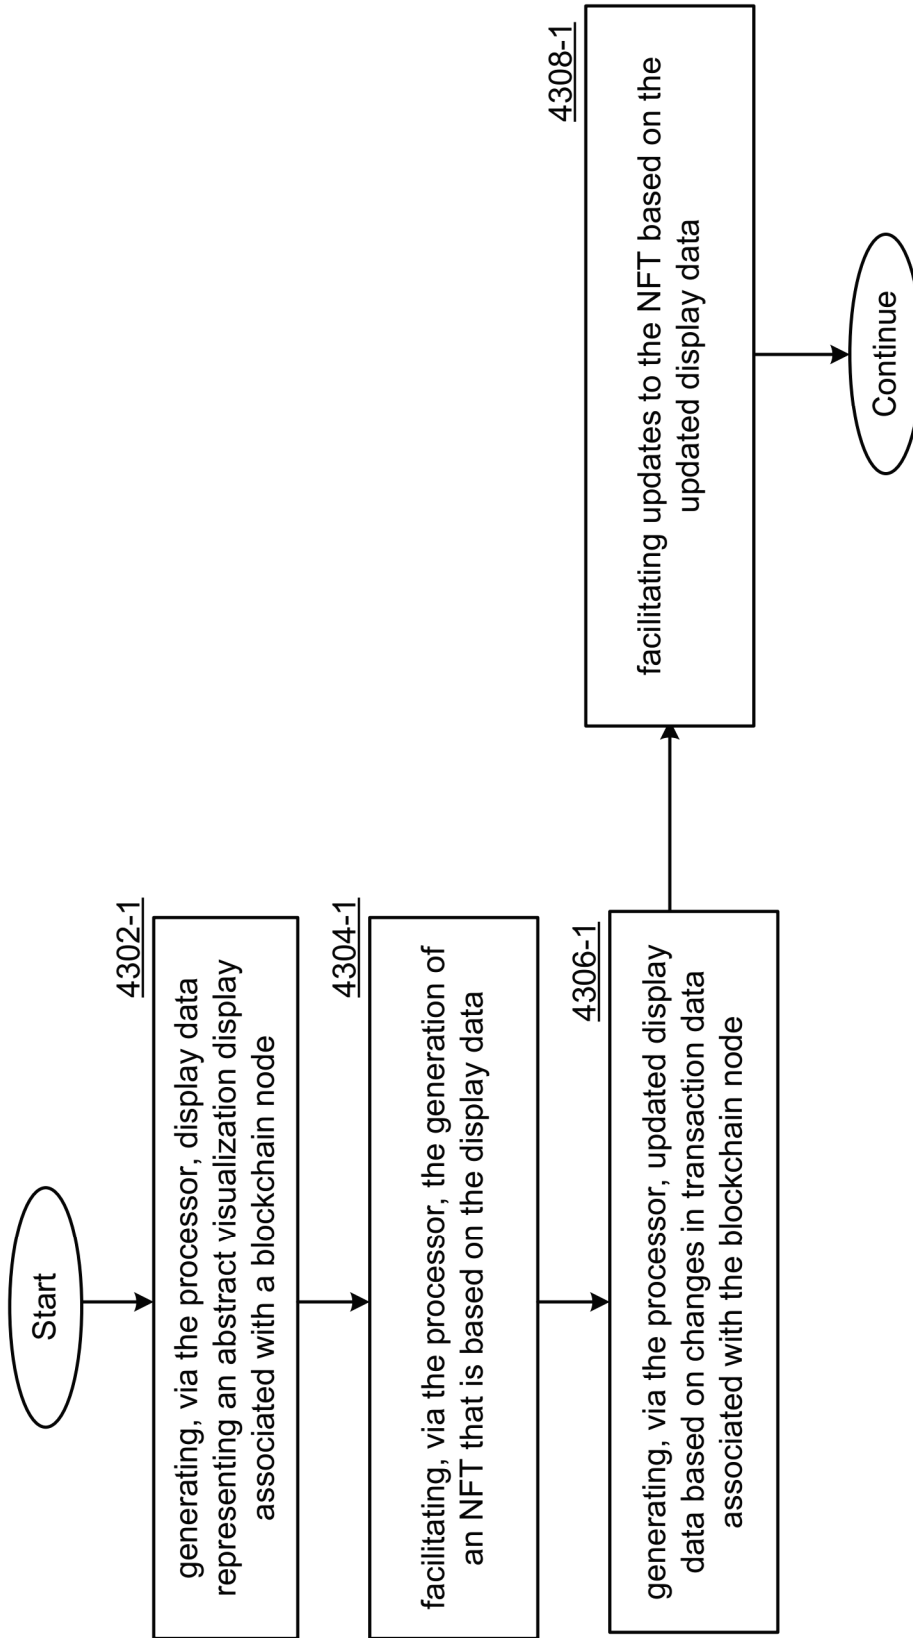 Start
4302-1
generating, via the processor, display data
representing an abstract visualization display
associated with a blockchain node
4304-1
facilitating, via the processor, the generation of
an NFT that is based on the display data
4306-1
generating, via the processor, updated display
data based on changes in transaction data
associated with the blockchain node
4308-1
facilitating updates to the NFT based on the
updated display data
Continue